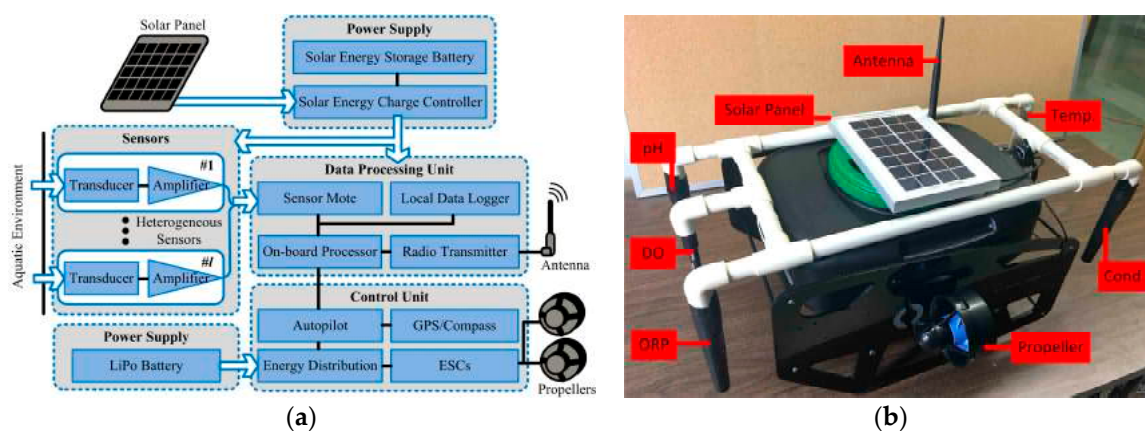 Solar Panel
Power Supply
Solar Energy Storage Battery
Solar Energy Charge Controller
Sensors
#1
Transducer
Amplifier
Heterogeneous
Sensors
#I
Transducer
Amplifier
Aquatic Environment
Data Processing Unit
Sensor Mote
Local Data Logger
On-board Processor
Radio Transmitter
Antenna
Control Unit
Autopilot
GPS/Compass
Energy Distribution
ESCs
Propellers
Power Supply
LiPo Battery
(a)
Antenna
Solar Panel
Temp
pH
DO
Cond
ORP
Propeller
(b)